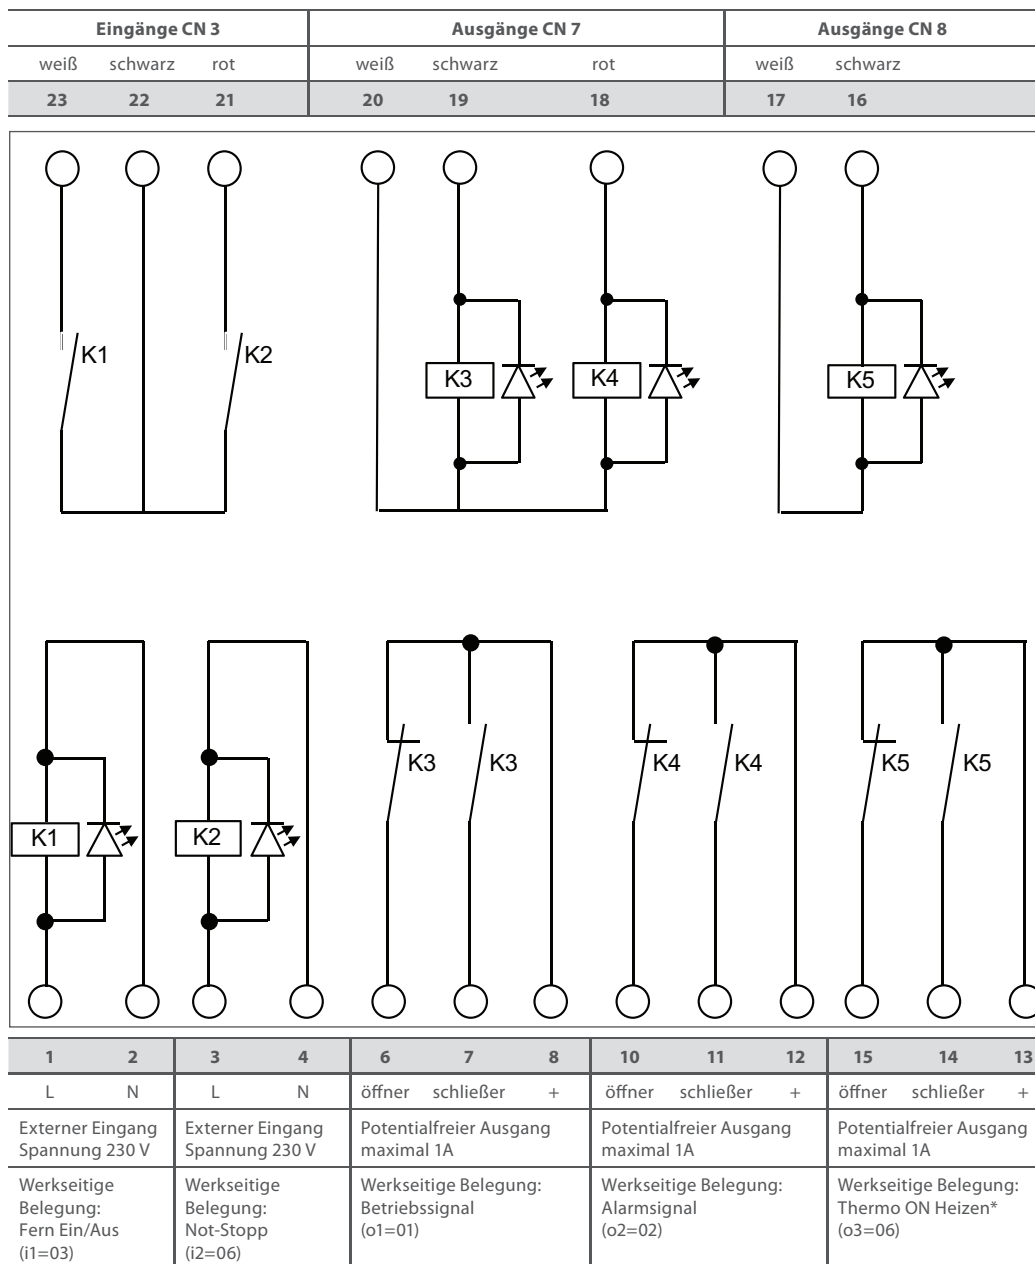 Eingänge CN 3 Ausgänge CN 7 Ausgänge CN 8
weiß schwarz rot weiß schwarz rot weiß schwarz
23 22 21 20 19 18 17 16
K1 K2 K3 K4 K5
K1 K2 K3 K3 K4 K4 K5 K5
1 2 3 4 6 7 8 10 11 12 15 14 13
L N L N öffner schließer + öffner schließer + öffner schließer +
Externer Eingang Externer Eingang Potentialfreier Ausgang Potentialfreier Ausgang Potentialfreier Ausgang
Spannung 230 V Spannung 230 V maximal 1A maximal 1A maximal 1A
Werkseitige Werkseitige Werkseitige Belegung: Werkseitige Belegung: Werkseitige Belegung:
Belegung: Belegung: Betriebssignal Alarmsignal Thermo ON Heizen*
Fern Ein/Aus Not-Stopp (o1=01) (o2=02) (o3=06)
(i1=03) (i2=06)